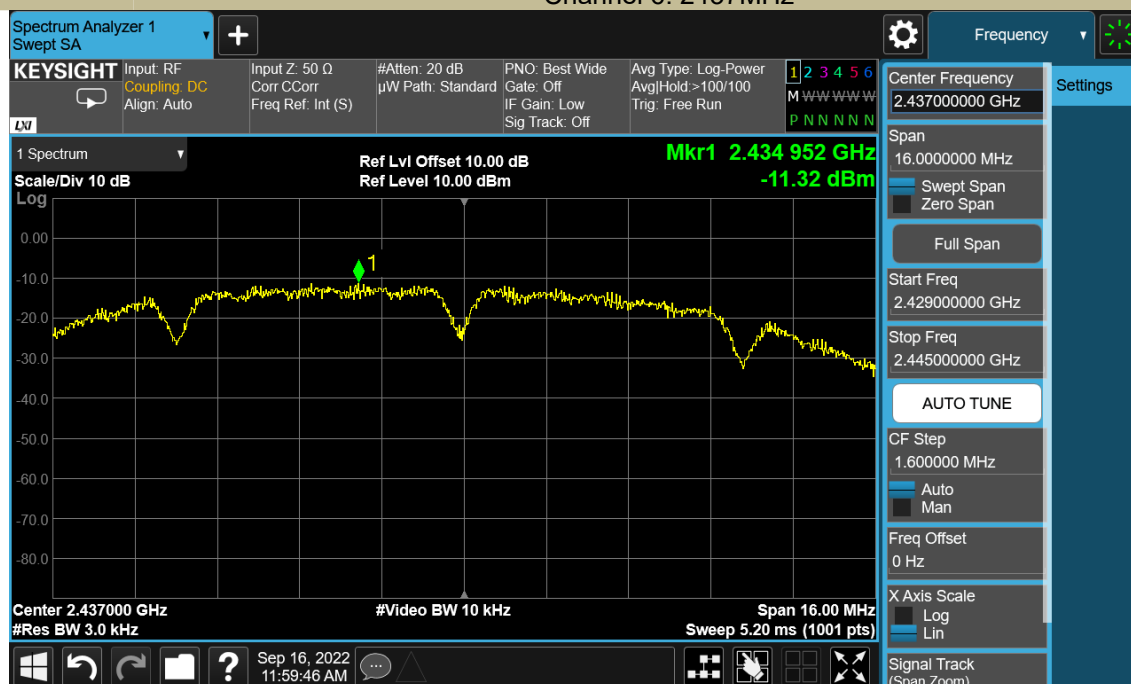 Spectrum Analyzer 1
Swept SA
Frequency
KEYSIGHT
LXI
Input: RF
Coupling: DC
Align: Auto
Input Z: 50 Ω
Corr CCorr
Freq Ref: Int (S)
#Atten: 20 dB
µW Path: Standard
PNO: Best Wide
Gate: Off
IF Gain: Low
Sig Track: Off
Avg Type: Log-Power
Avg|Hold:>100/100
Trig: Free Run
1 2 3 4 5 6
M W W W W W
P N N N N N
1 Spectrum
Scale/Div 10 dB
Log
Ref Lvl Offset 10.00 dB
Ref Level 10.00 dBm
Mkr1 2.434 952 GHz
-11.32 dBm
1
0.00
-10.0
-20.0
-30.0
-40.0
-50.0
-60.0
-70.0
-80.0
Center 2.437000 GHz
#Res BW 3.0 kHz
#Video BW 10 kHz
Span 16.00 MHz
Sweep 5.20 ms (1001 pts)
Sep 16, 2022
11:59:46 AM
?
Center Frequency
2.437000000 GHz
Span
16.0000000 MHz
Swept Span
Zero Span
Full Span
Start Freq
2.429000000 GHz
Stop Freq
2.445000000 GHz
AUTO TUNE
CF Step
1.600000 MHz
Auto
Man
Freq Offset
0 Hz
X Axis Scale
Log
Lin
Signal Track
(Span Zoom)
Settings